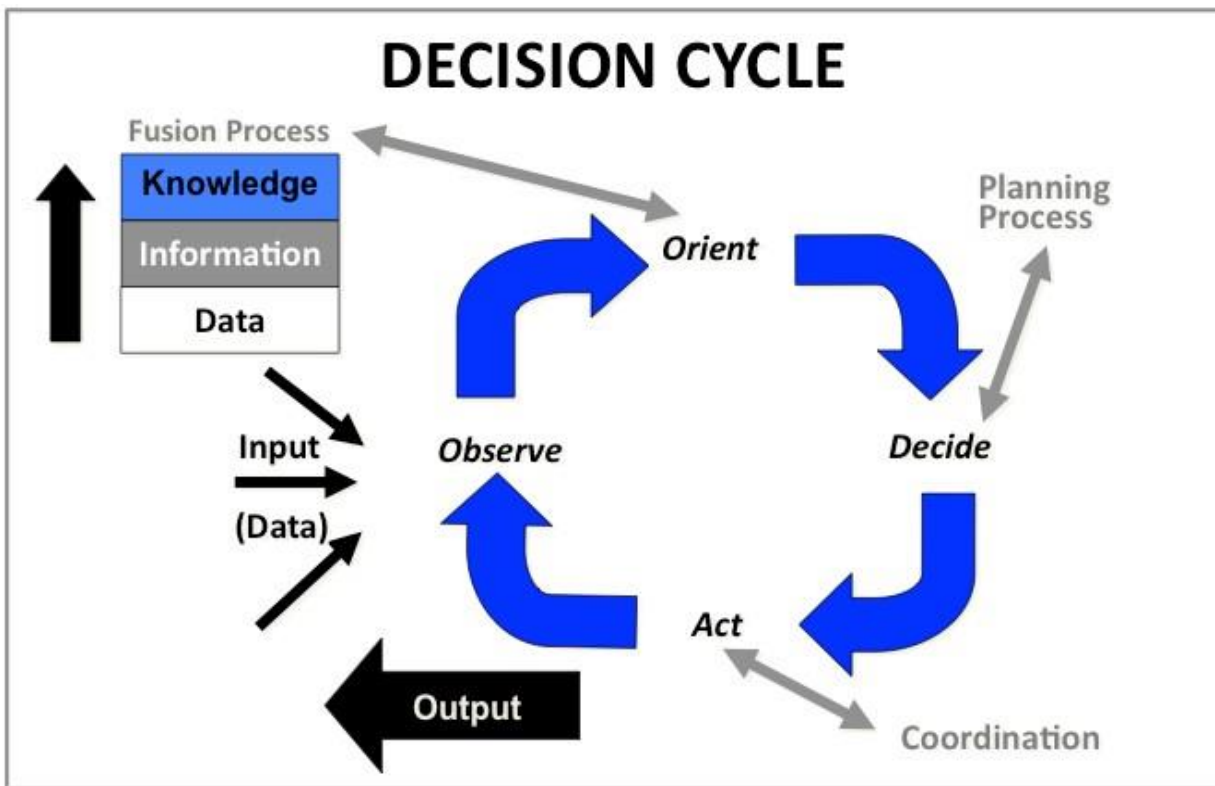 DECISION CYCLE
Fusion Process
Knowledge
Information
Data
Orient
Planning
Process
Input
(Data)
Observe
Decide
Act
Output
Coordination